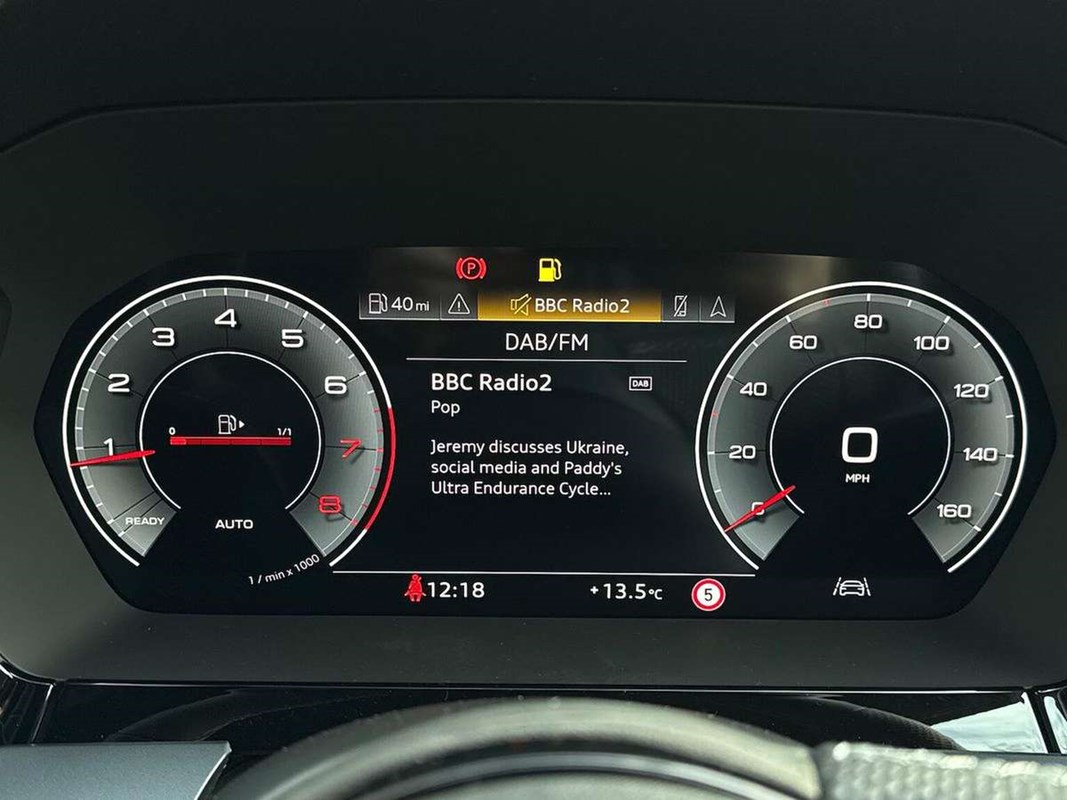 P
40 mi
BBC Radio2
DAB/FM
BBC Radio2
DAB
Pop
Jeremy discusses Ukraine,
social media and Paddy's
Ultra Endurance Cycle...
12:18
+13.5°C
5
1
2
3
4
5
6
7
8
0
1/1
READY
AUTO
1 / min x 1000
0
20
40
60
80
100
120
140
160
0
MPH